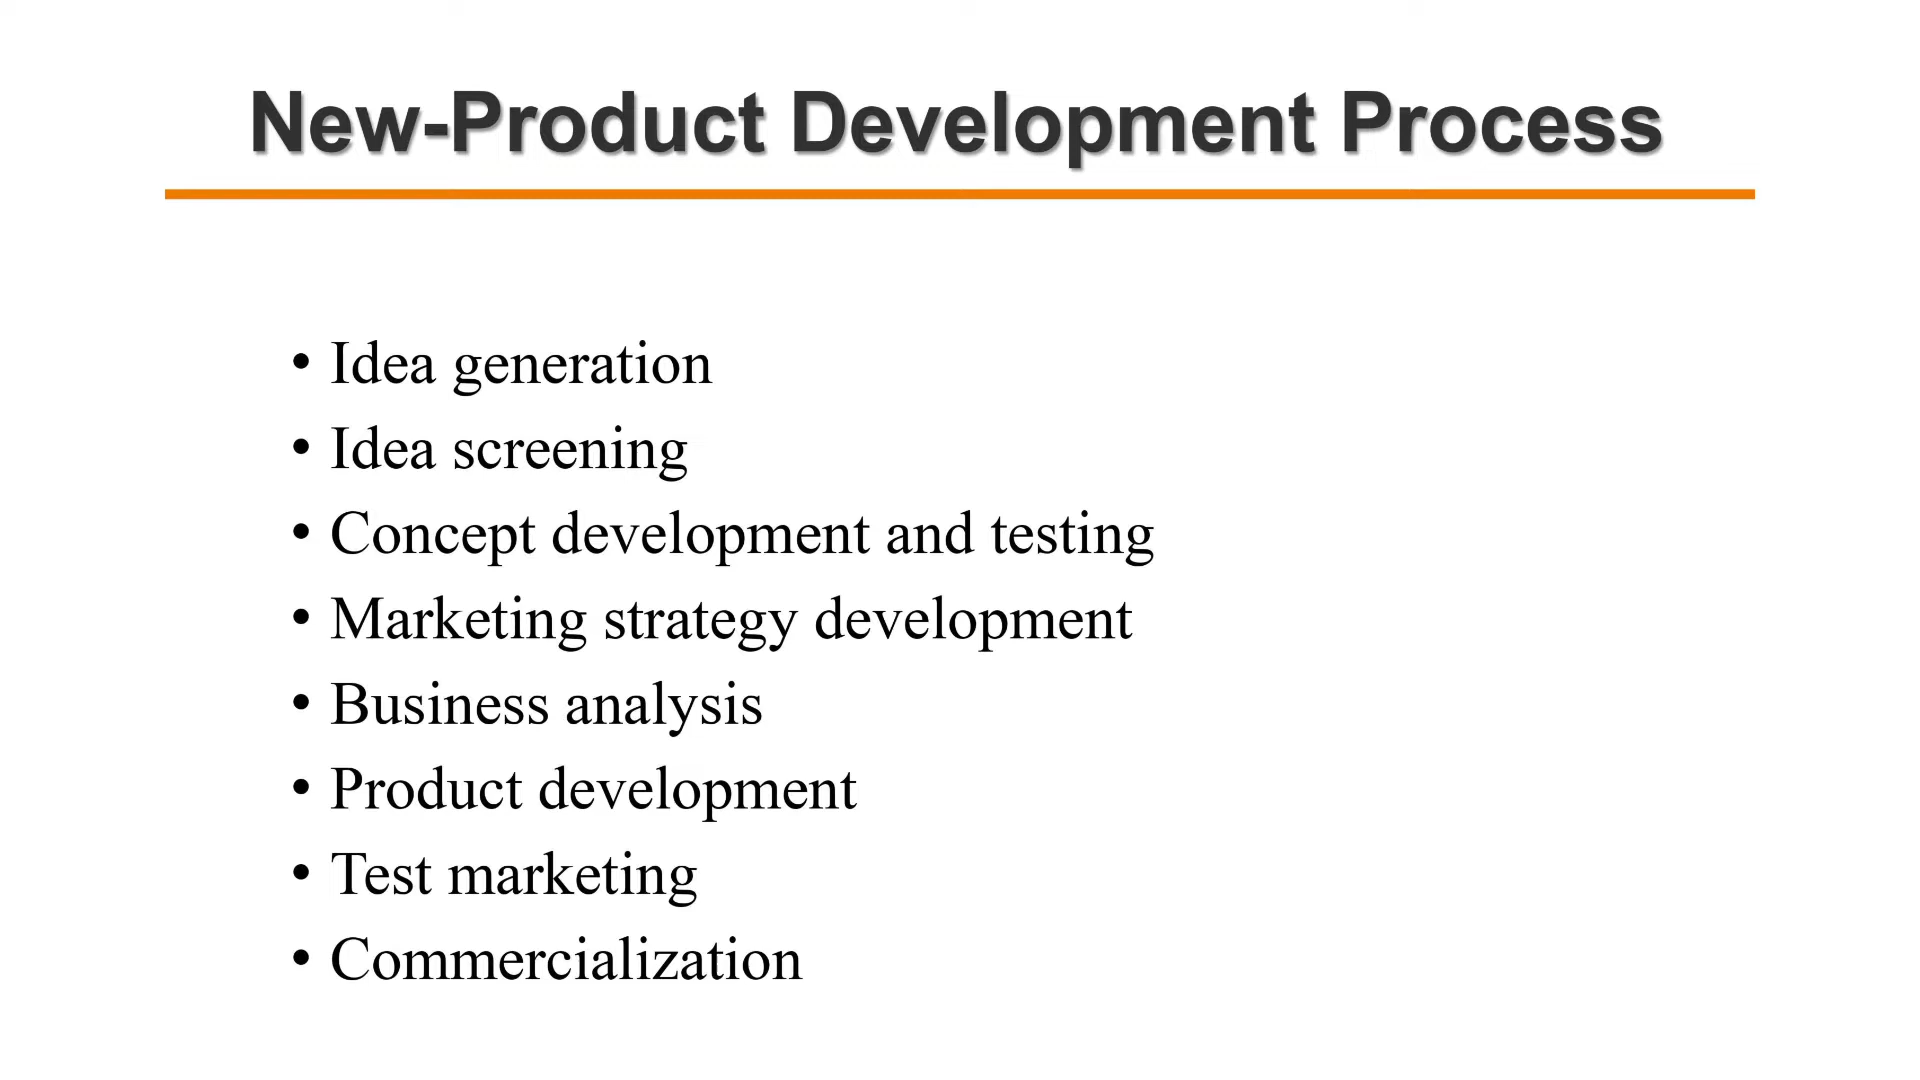 New-Product Development Process
• Idea generation
• Idea screening
• Concept development and testing
• Marketing strategy development
• Business analysis
• Product development
• Test marketing
• Commercialization